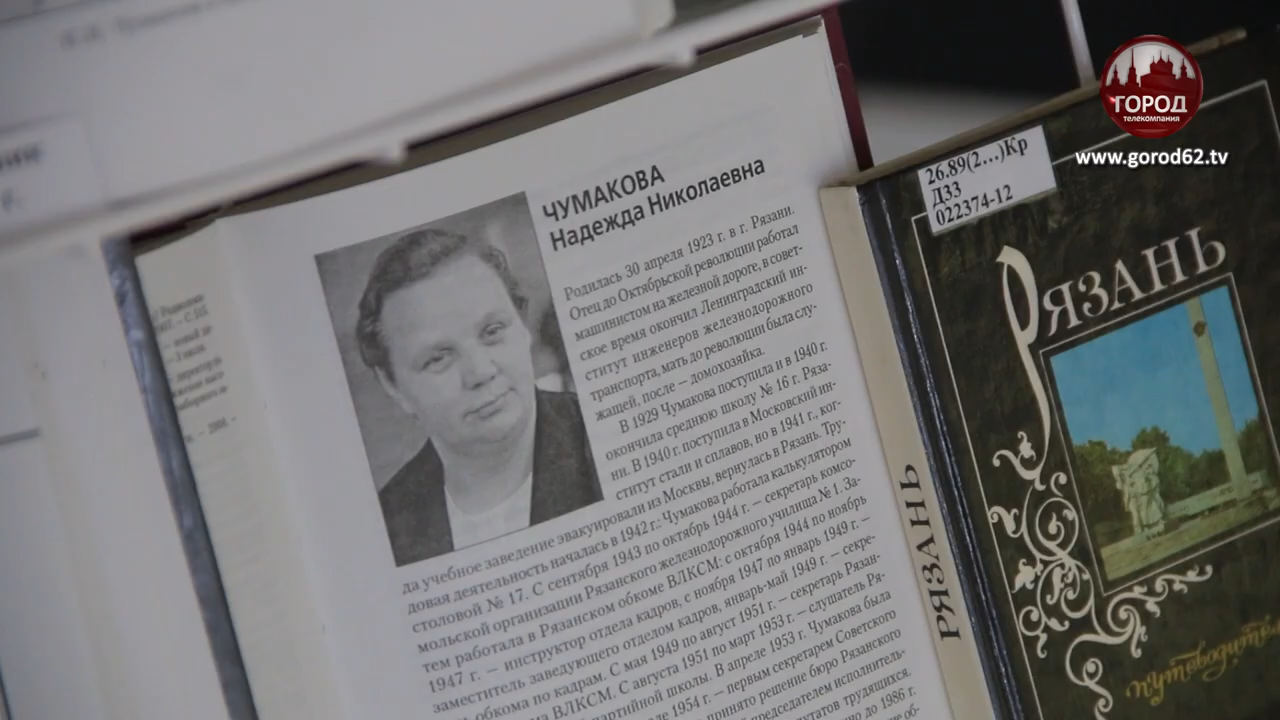 ГОРОД
телекомпания
www.gorod62.tv
ЧУМАКОВА
Надежда Николаевна
Родилась 30 апреля 1923 г. в г. Рязани.
Отец до Октябрьской революции работал
машинистом на железной дороге, в совет-
ское время окончил Ленинградский ин-
ститут инженеров железнодорожного
транспорта, мать до революции была слу-
жащей, после — домохозяйка.
В 1929 Чумакова поступила и в 1940 г.
окончила среднюю школу № 16 г. Ряза-
ни. В 1940 г. поступила в Московский ин-
ститут стали и сплавов, но в 1941 г., ког-
да учебное заведение эвакуировали из Москвы, вернулась в Рязань. Тру-
довая деятельность началась в 1942 г.: Чумакова работала калькулятором
столовой № 17. С сентября 1943 по октябрь 1944 г. — секретарь комсо-
мольской организации Рязанского железнодорожного училища № 1. За-
тем работала в Рязанском обкоме ВЛКСМ: с октября 1944 по ноябрь
1947 г. — инструктор отдела кадров, с ноября 1947 по январь 1949 г. —
заместитель заведующего отделом кадров, январь-май 1949 г. — секре-
обкома по кадрам. С мая 1949 по август 1951 г. — секретарь Рязан-
ВЛКСМ. С августа 1951 по март 1953 г. — слушатель Ря-
партийной школы. В апреле 1953 г. Чумакова была
1954 г. — первым секретарем Советского
принято решение бюро Рязанского
председателем исполнитель-
депутатов трудящихся.
до 1986 г.
об-
26.89(2...)Кр
Д33
022374-12
РЯЗАНЬ
путеводитель
РЯЗАНЬ